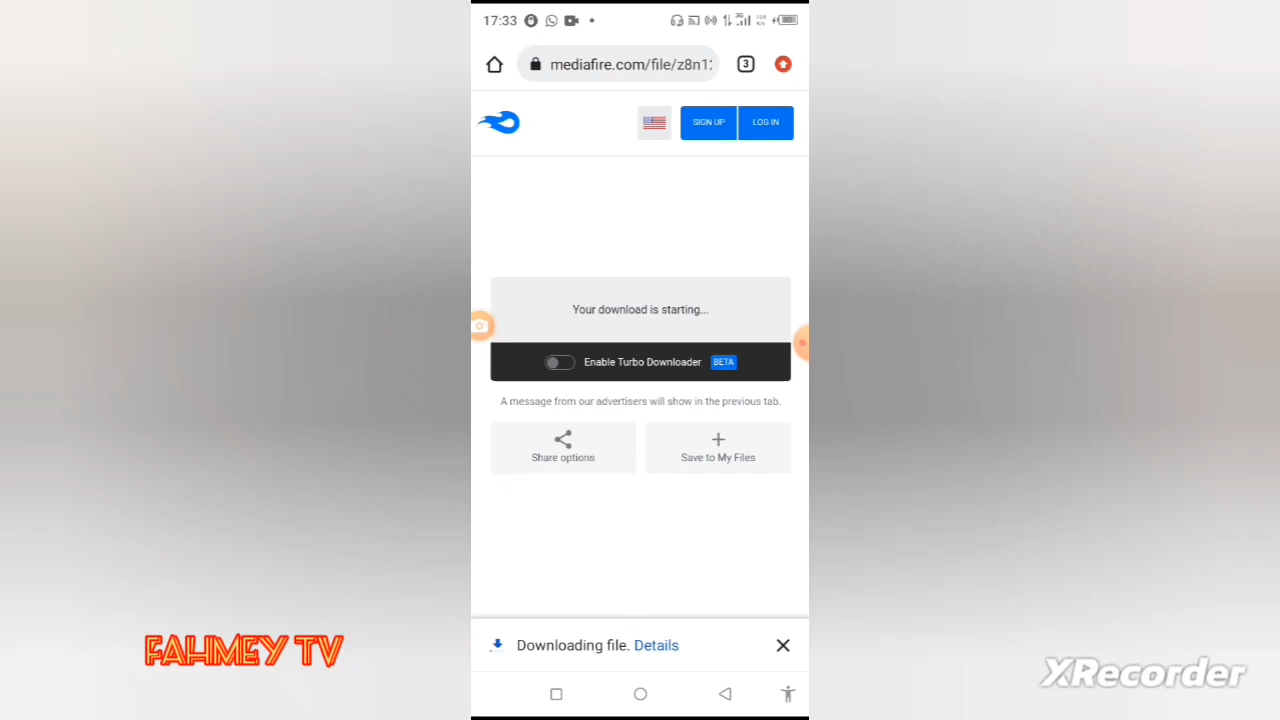 17:33
3G
mediafire.com/file/z8n1
3
SIGN UP
LOG IN
Your download is starting...
Enable Turbo Downloader BETA
A message from our advertisers will show in the previous tab.
Share options
Save to My Files
Downloading file. Details
FAHMEY TV
XRecorder